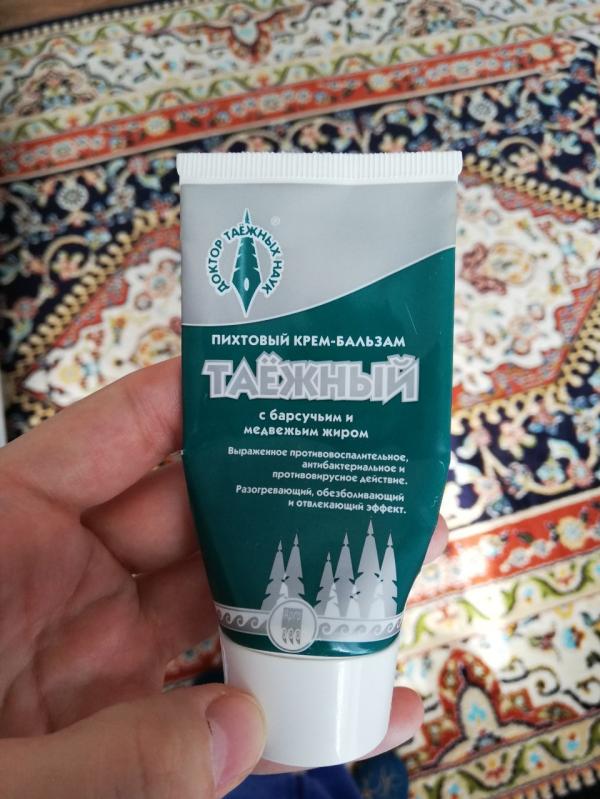 ДОКТОР ТАЁЖНЫХ НАУК
®
ПИХТОВЫЙ КРЕМ-БАЛЬЗАМ
ТАЁЖНЫЙ
с барсучьим и
медвежьим жиром
Выраженное противовоспалительное,
антибактериальное и
противовирусное действие.
Разогревающий, обезболивающий
и отвлекающий эффект.